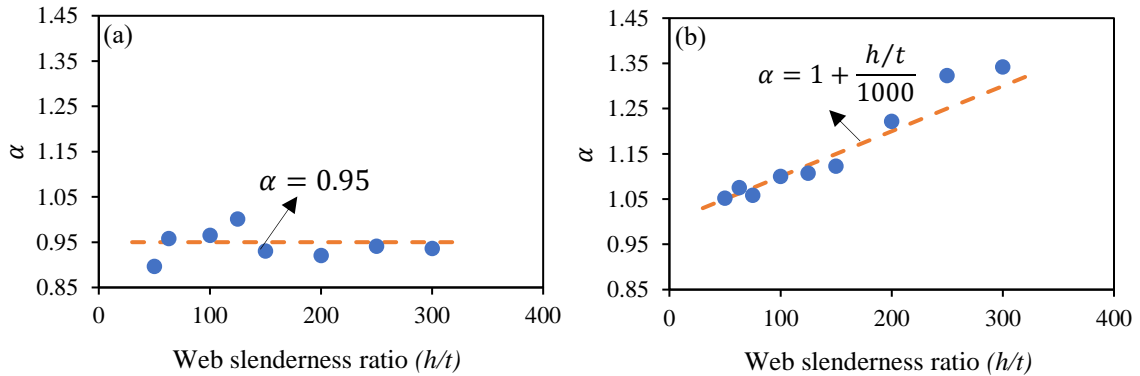 (a)
1.45
1.35
1.25
1.15
1.05
0.95
0.85
α
α = 0.95
0 100 200 300 400
Web slenderness ratio (h/t)
(b)
1.45
1.35
1.25
1.15
1.05
0.95
0.85
α
α = 1 + \frac{h/t}{1000}
0 100 200 300 400
Web slenderness ratio (h/t)